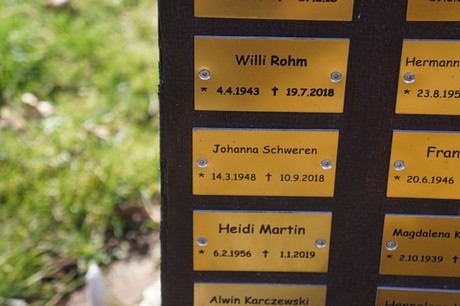 Willi Rohm
* 4.4.1943 † 19.7.2018
Johanna Schweren
* 14.3.1948 † 10.9.2018
Heidi Martin
* 6.2.1956 † 1.1.2019
Alwin Karczewski
Hermann
* 23.8.195
Fran
* 20.6.1946
Magdalena K
* 2.10.1939 †